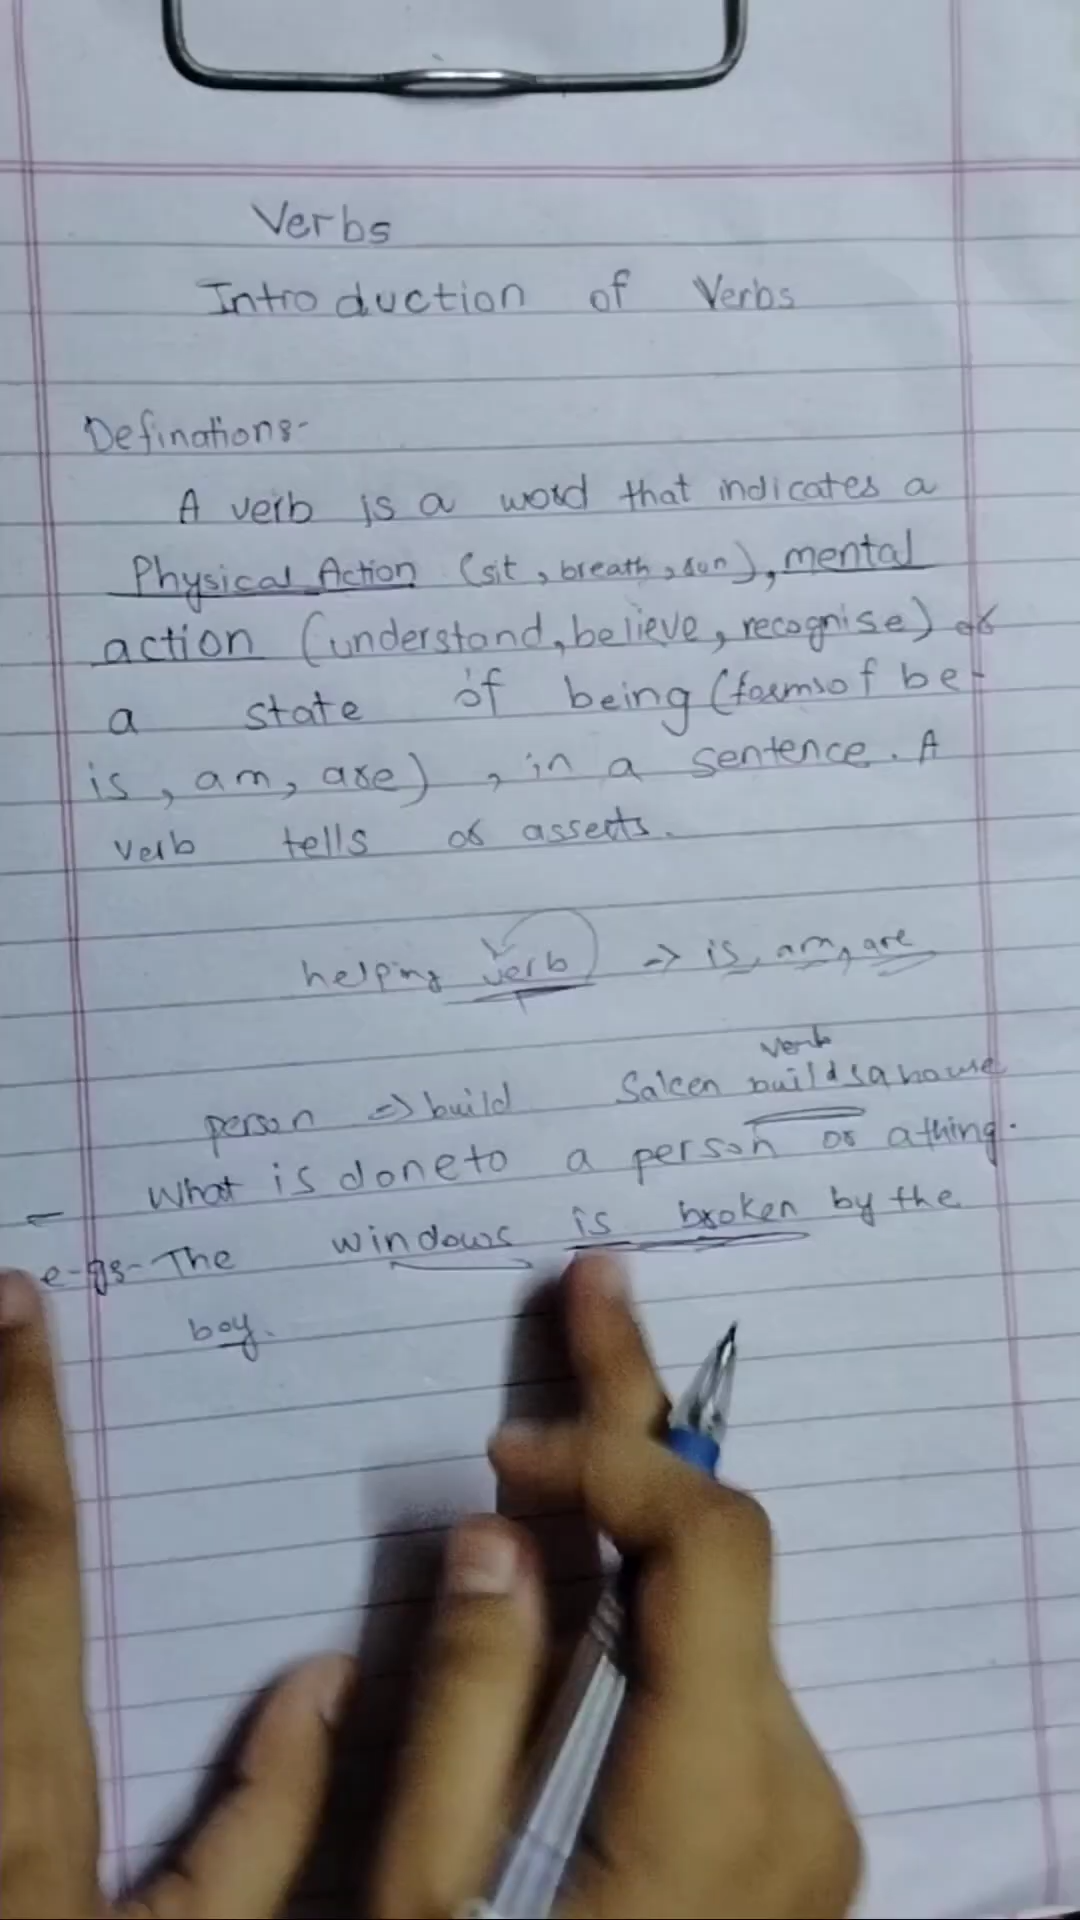 Verbs
Introduction of Verbs
Definations-
A verb is a word that indicates a
Physical Action (sit, breath, run), mental
action (understand, believe, recognise) or
a state of being (forms of be-
is, am, are), in a sentence. A
verb tells or asserts.
helping verb -> is, am, are
verb
person => build Saleen builds a house
What is done to a person or a thing.
e-gs- The windows is broken by the
boy.